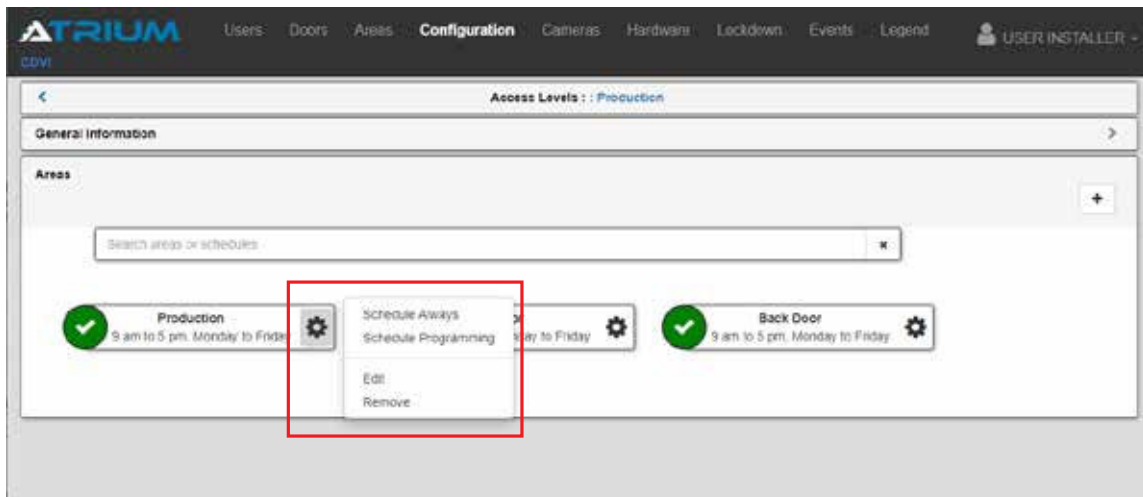 ATRIUM
Users Doors Areas Configuration Cameras Hardware Lockdown Events Legend USER INSTALLER
CDVI
Access Levels : : Production
General Information
Areas
+
Search areas or schedules
Production
9 am to 5 pm, Monday to Friday
Schedule Always
Schedule Programming
Edit
Remove
to Friday
Back Door
9 am to 5 pm, Monday to Friday